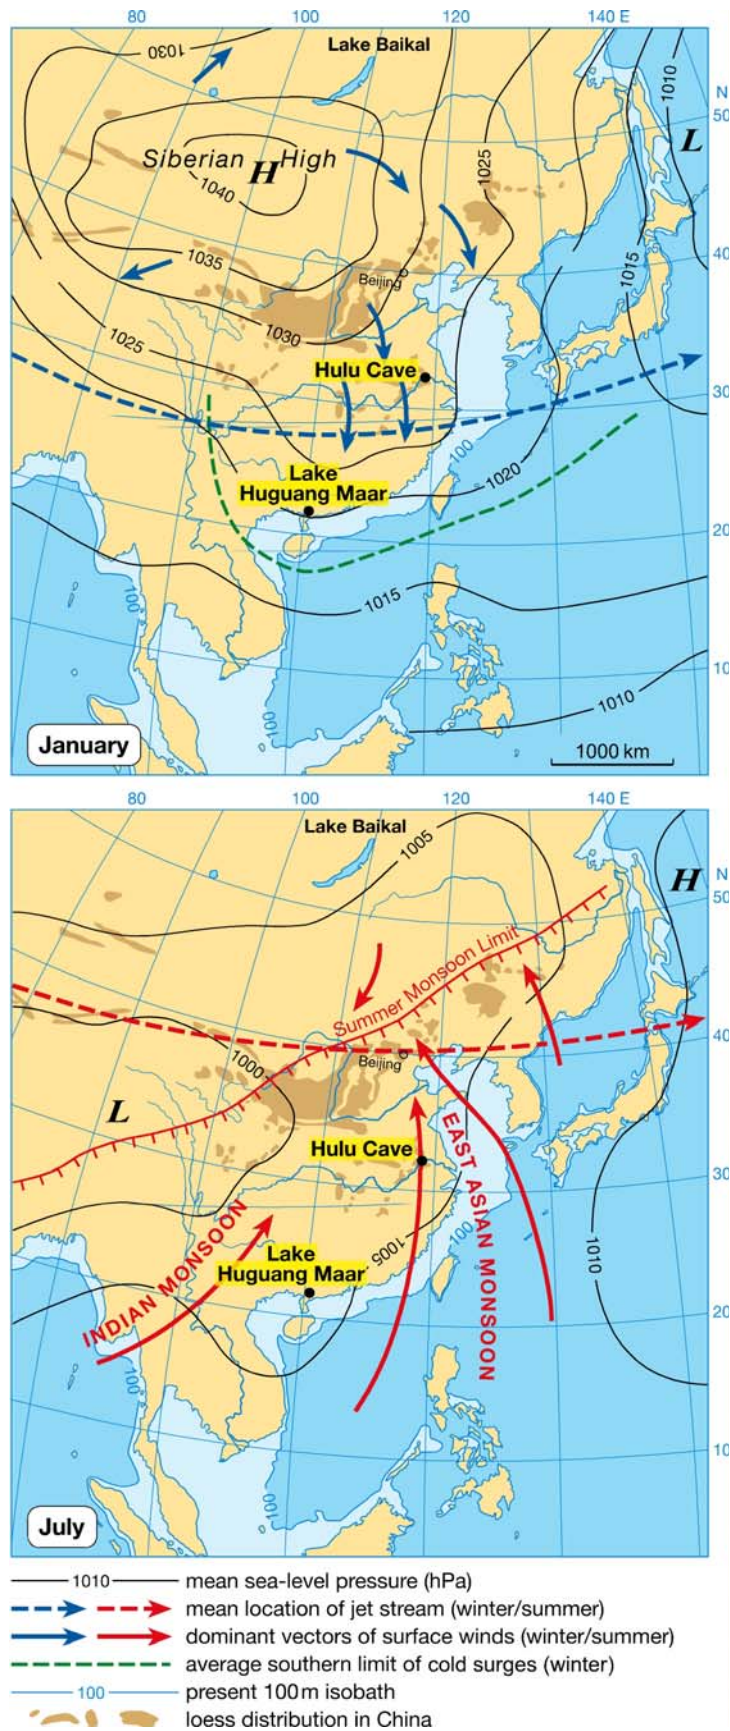 80
100
120
140 E
Lake Baikal
1030
1010
N
50
L
Siberian H High
1040
1025
40
1035
1015
Beijing
1030
1025
Hulu Cave
30
100
Lake
Huguang Maar
1020
20
1015
100
10
1010
100
January
1000 km
80
100
120
140 E
Lake Baikal
1005
H
N
50
Summer Monsoon Limit
40
1000
Beijing
L
EAST ASIAN MONSOON
Hulu Cave
30
INDIAN MONSOON
1005
100
1010
Lake
Huguang Maar
20
100
10
100
July
1010 mean sea-level pressure (hPa)
mean location of jet stream (winter/summer)
dominant vectors of surface winds (winter/summer)
average southern limit of cold surges (winter)
100 present 100 m isobath
loess distribution in China